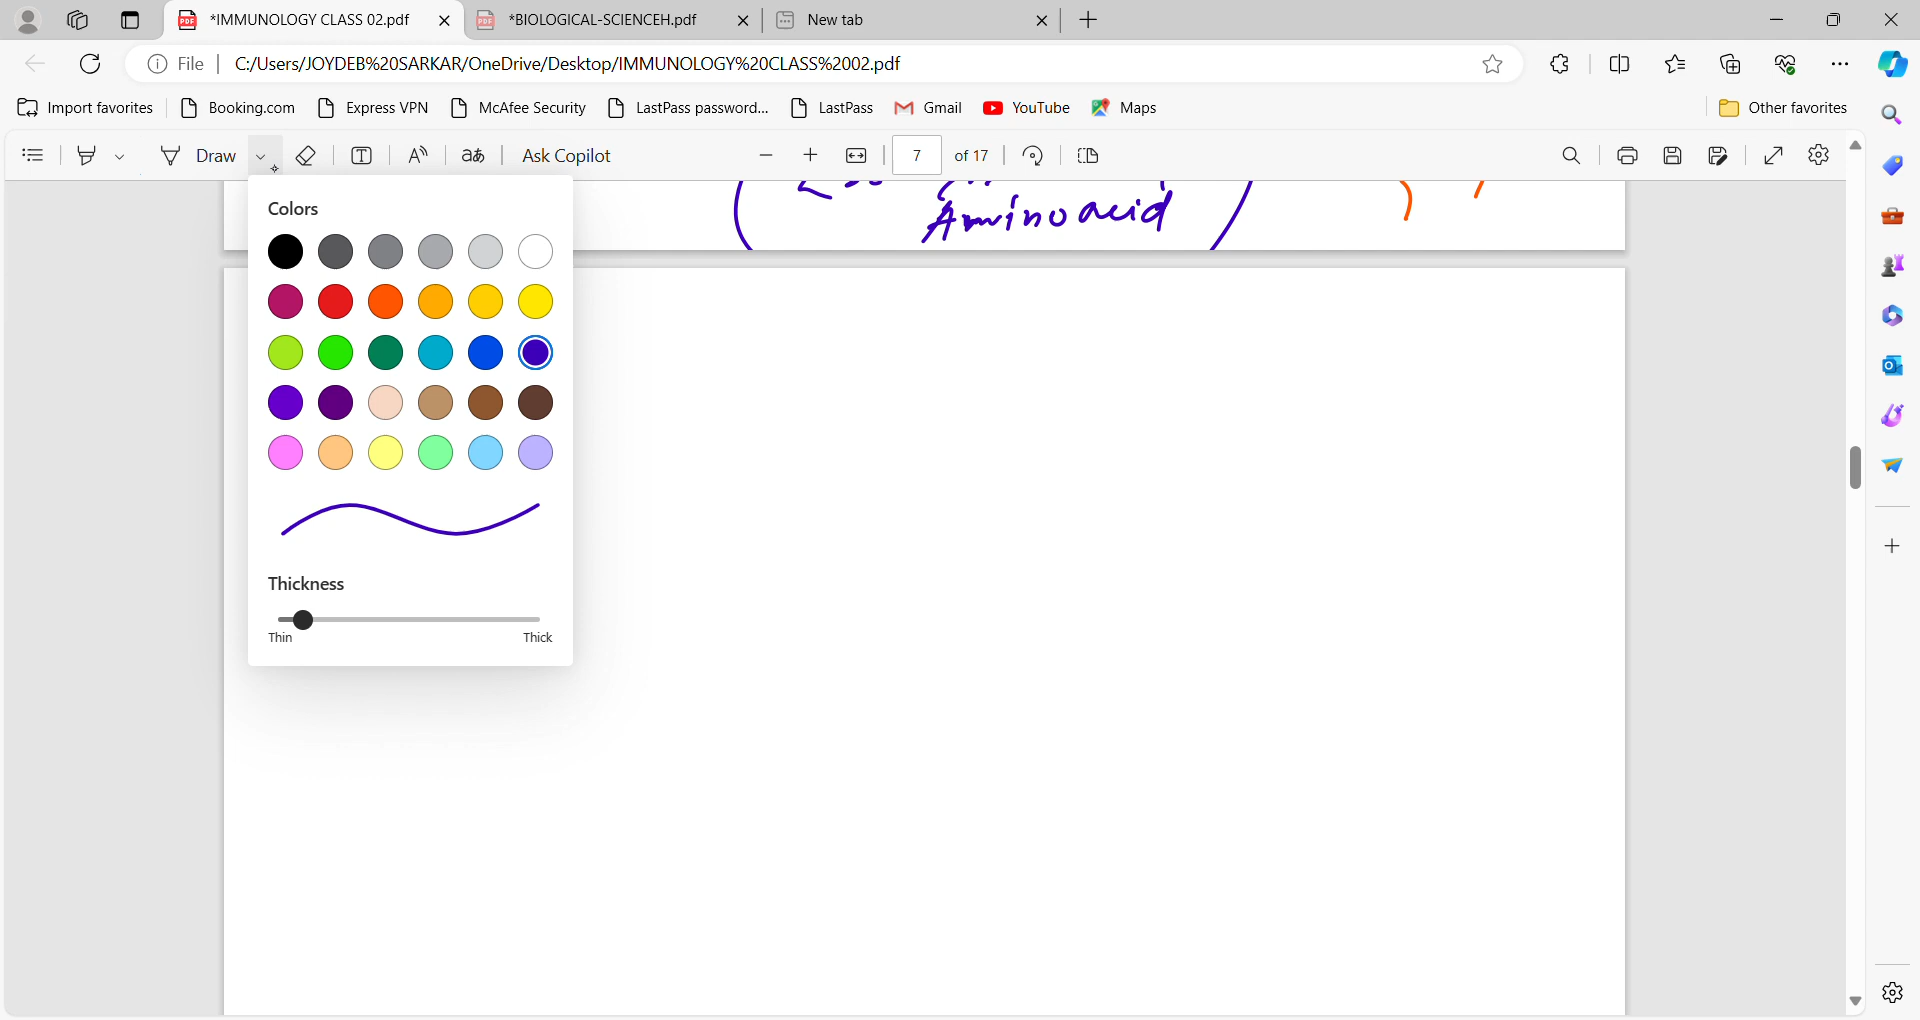 *IMMUNOLOGY CLASS 02.pdf *BIOLOGICAL-SCIENCEH.pdf New tab
File C:/Users/JOYDEB%20SARKAR/OneDrive/Desktop/IMMUNOLOGY%20CLASS%2002.pdf
Import favorites Booking.com Express VPN McAfee Security LastPass password... LastPass Gmail YouTube Maps Other favorites
Draw Ask Copilot 7 of 17
Amino acid
Colors
Thickness
Thin Thick